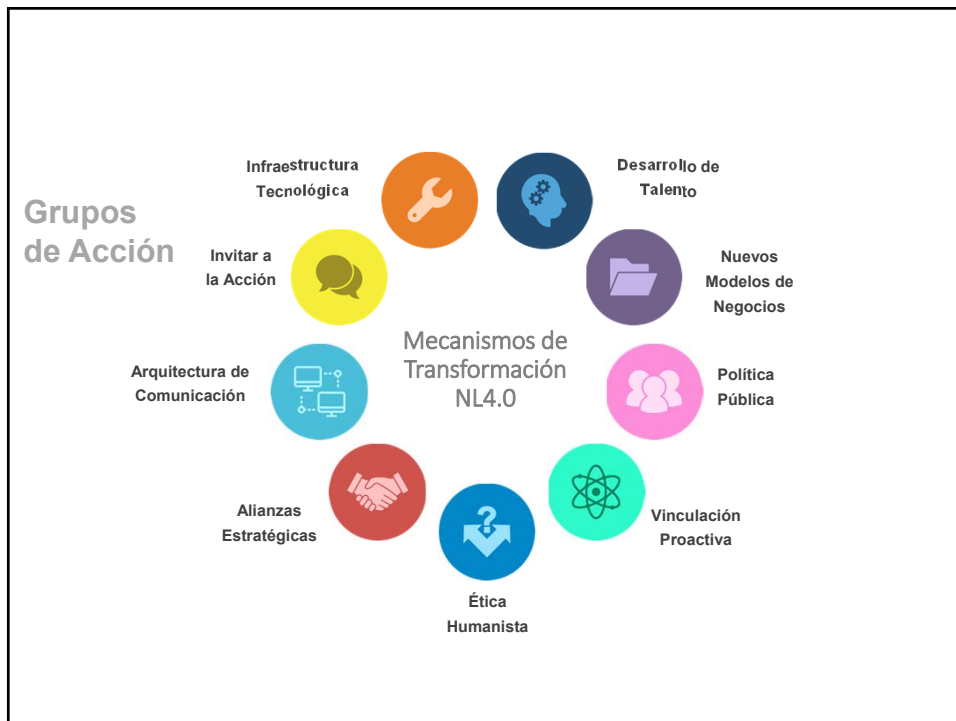 Grupos
de Acción
Infraestructura
Tecnológica
Desarrollo de
Talento
Invitar a
la Acción
Nuevos
Modelos de
Negocios
Mecanismos de
Transformación
NL4.0
Arquitectura de
Comunicación
Política
Pública
Alianzas
Estratégicas
?
Vinculación
Proactiva
Ética
Humanista